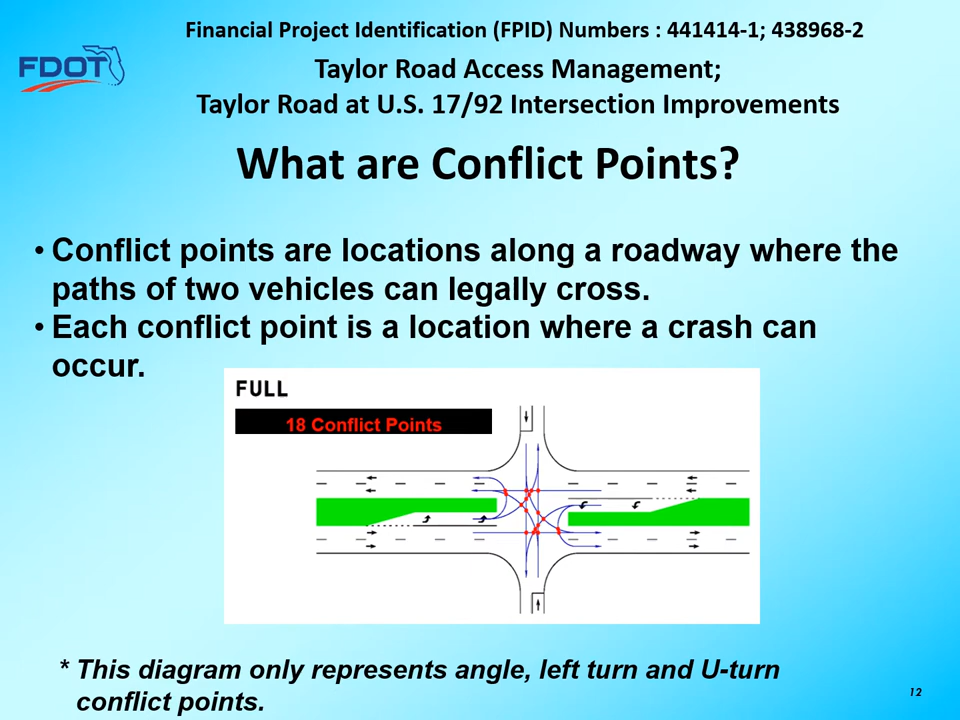 Financial Project Identification (FPID) Numbers : 441414-1; 438968-2
FDOT
Taylor Road Access Management;
Taylor Road at U.S. 17/92 Intersection Improvements
What are Conflict Points?
• Conflict points are locations along a roadway where the
paths of two vehicles can legally cross.
• Each conflict point is a location where a crash can
occur.
FULL
18 Conflict Points
* This diagram only represents angle, left turn and U-turn
conflict points.
12